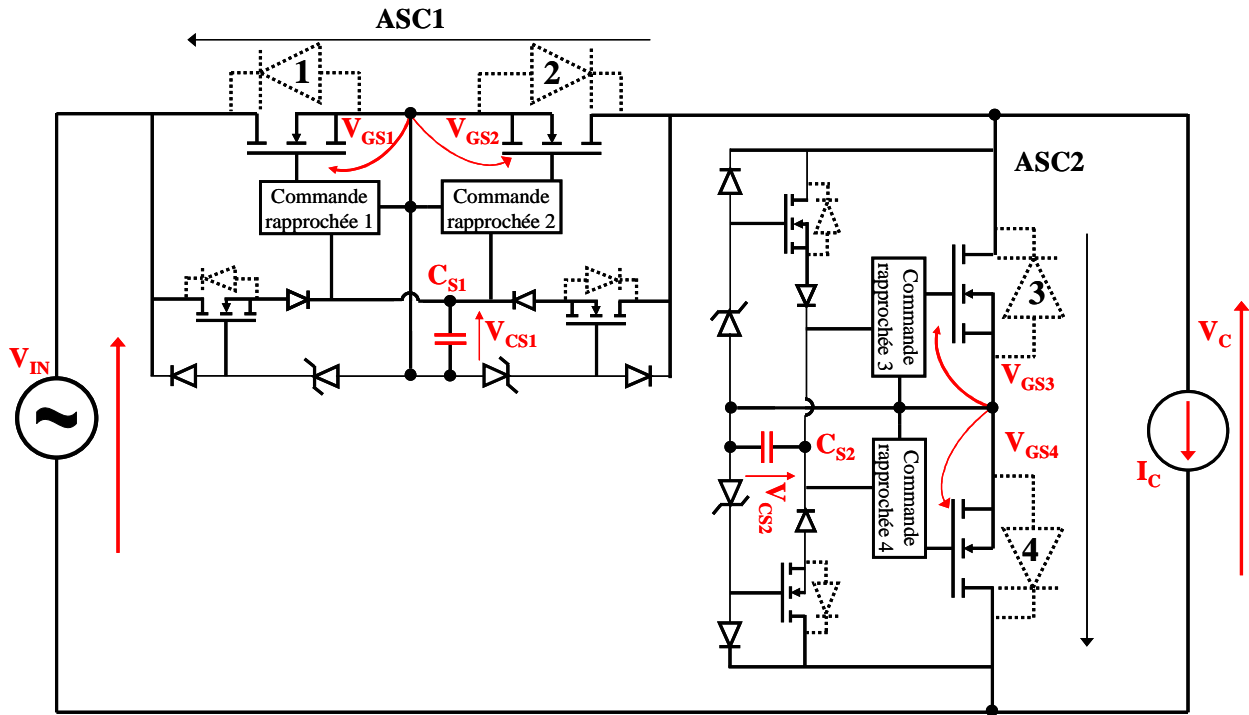 ASC1
1
2
VGS1
VGS2
Commande
rapprochée 1
Commande
rapprochée 2
ASC2
CS1
VCS1
VIN
~
Commande
rapprochée 3
3
VC
VGS3
CS2
VGS4
VCS2
IC
Commande
rapprochée 4
4